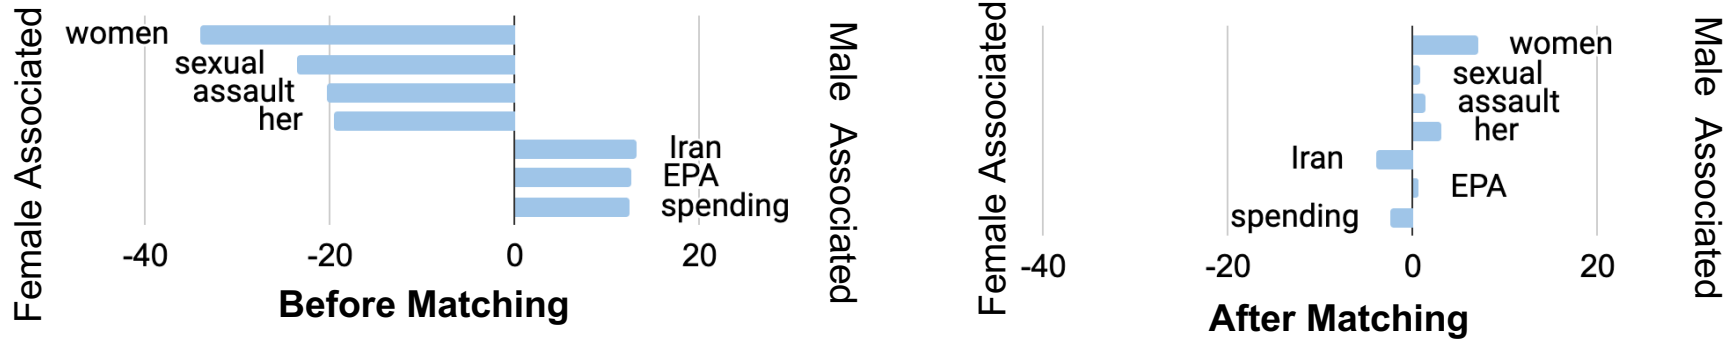 Female Associated
women
sexual
assault
her
Iran
EPA
spending
-40
-20
0
20
Before Matching
Male Associated
Female Associated
women
sexual
assault
her
Iran
EPA
spending
-40
-20
0
20
After Matching
Male Associated